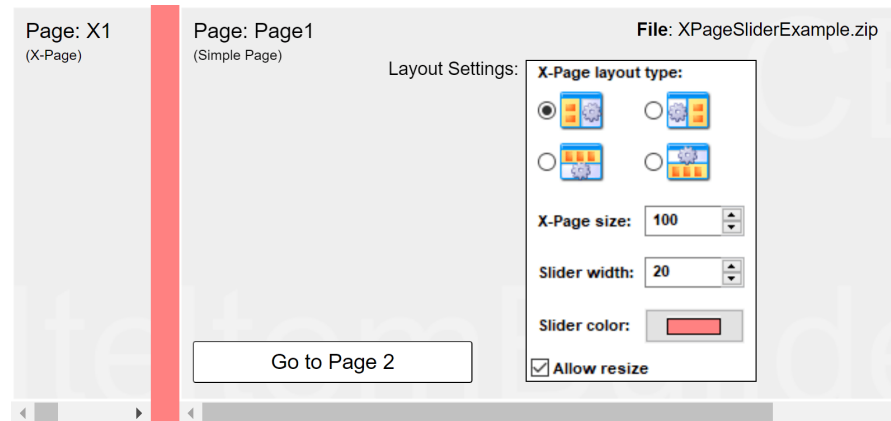 Page: X1
(X-Page)
Page: Page1
(Simple Page)
File: XPageSliderExample.zip
Layout Settings:
X-Page layout type:
X-Page size: 100
Slider width: 20
Slider color:
Allow resize
Go to Page 2